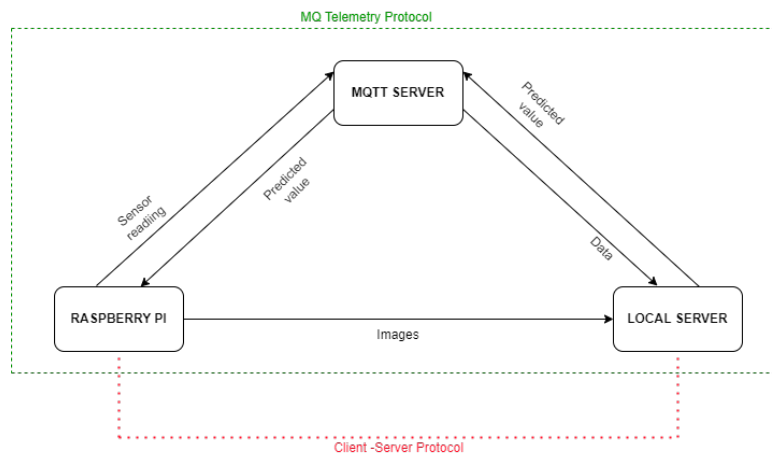 MQ Telemetry Protocol
MQTT SERVER
Predicted
value
Sensor
readiing
Predicted
value
Data
RASPBERRY PI
LOCAL SERVER
Images
Client -Server Protocol